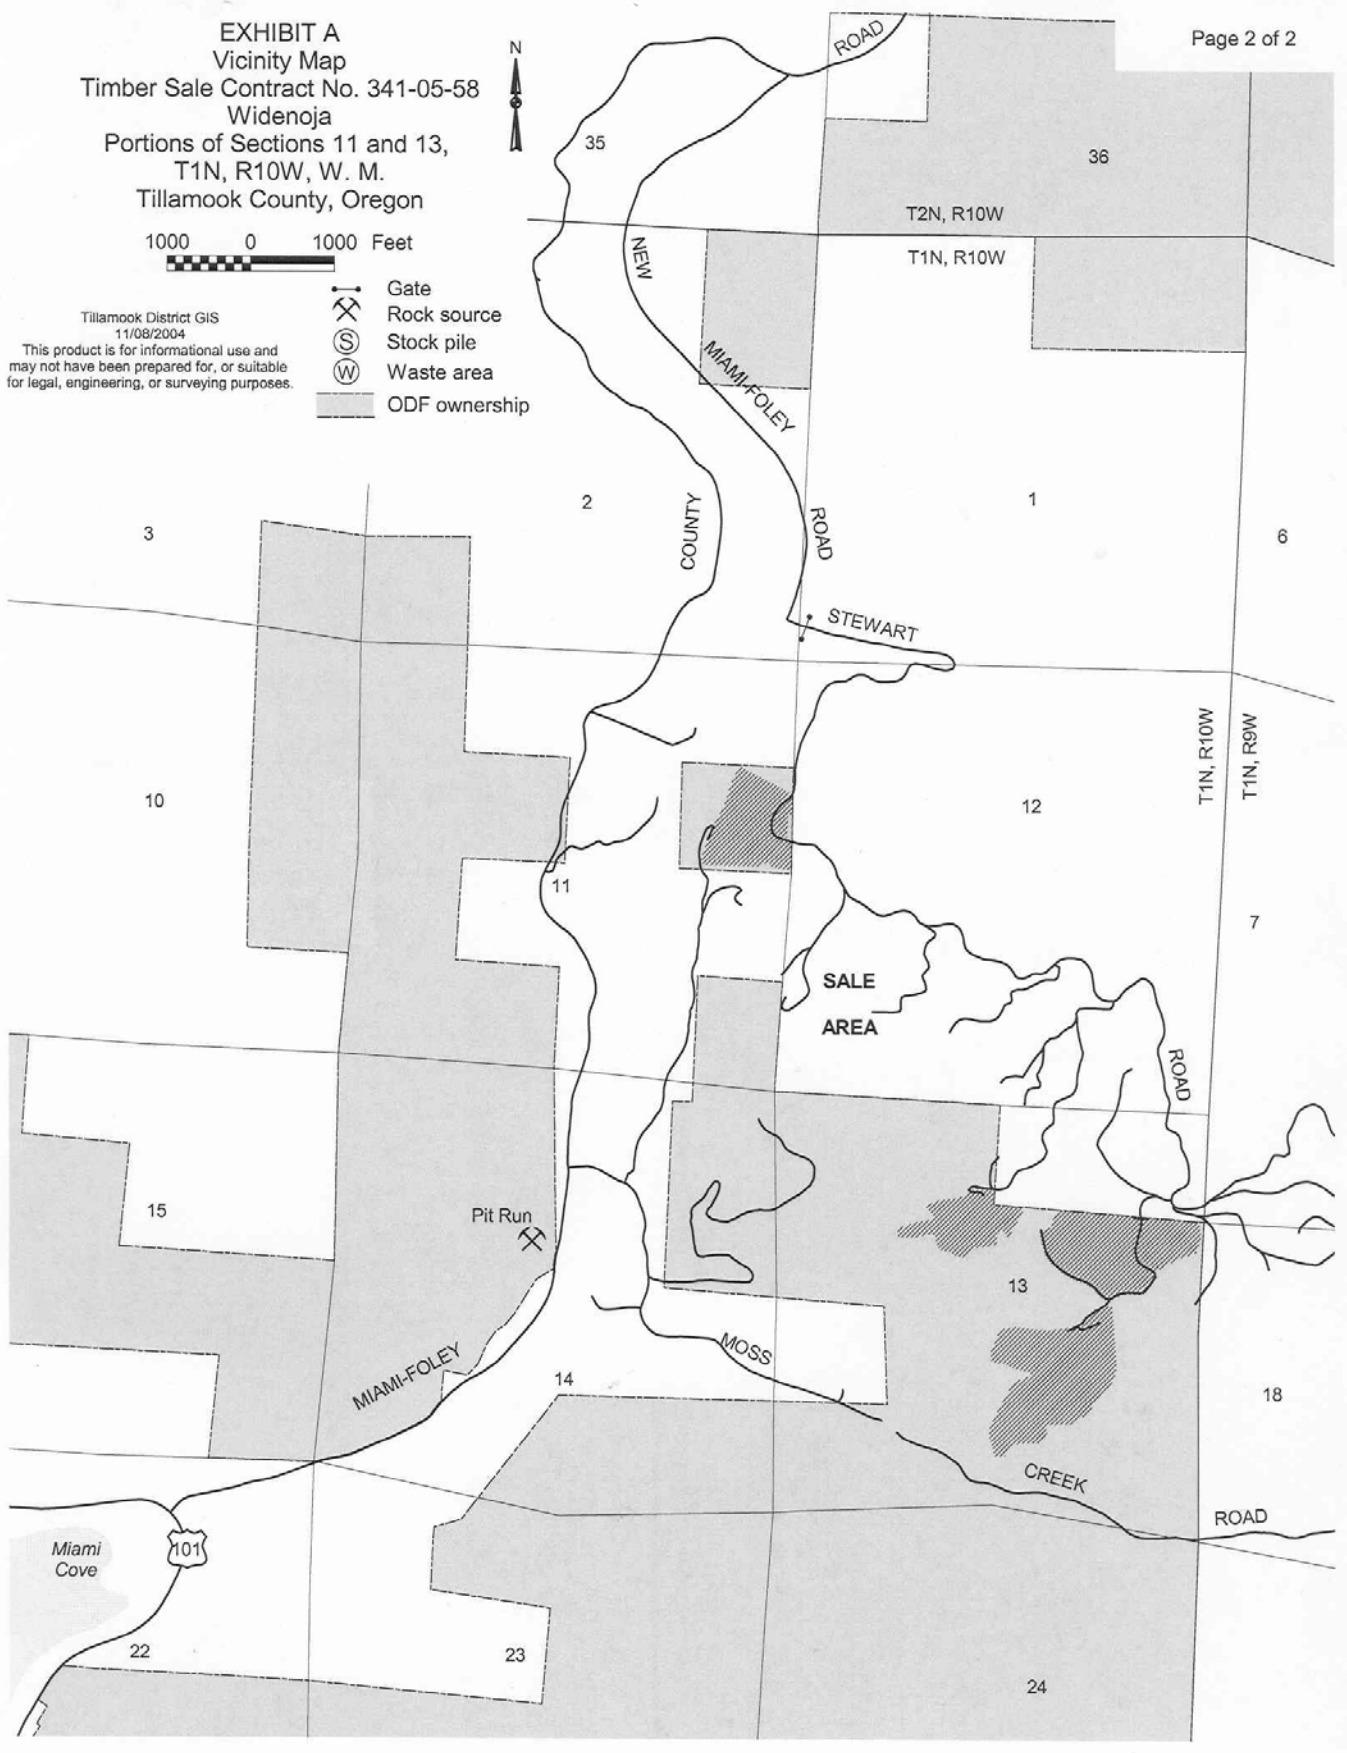 EXHIBIT A
Vicinity Map
Timber Sale Contract No. 341-05-58
Widenoja
Portions of Sections 11 and 13,
T1N, R10W, W. M.
Tillamook County, Oregon
N
Page 2 of 2
1000 0 1000 Feet
Tillamook District GIS
11/08/2004
This product is for informational use and
may not have been prepared for, or suitable
for legal, engineering, or surveying purposes.
Gate
Rock source
S Stock pile
W Waste area
ODF ownership
ROAD
35
36
T2N, R10W
T1N, R10W
NEW
MIAMI-FOLEY
ROAD
COUNTY
3
2
1
6
STEWART
T1N, R10W
T1N, R9W
10
12
11
7
SALE
AREA
ROAD
15
Pit Run
13
MIAMI-FOLEY
14
MOSS
18
CREEK
ROAD
Miami
Cove
101
22
23
24